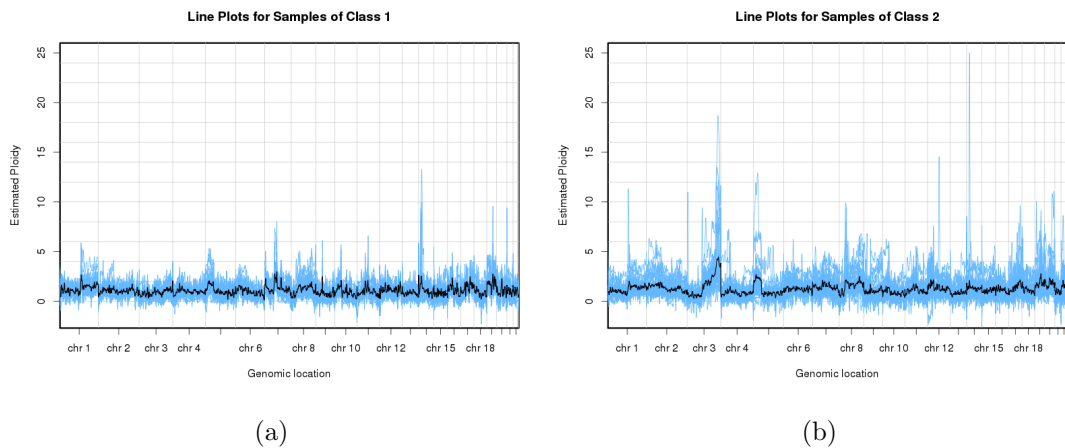 Line Plots for Samples of Class 1
Estimated Ploidy
25
20
15
10
5
0
chr 1 chr 2 chr 3 chr 4 chr 6 chr 8 chr 10 chr 12 chr 15 chr 18
Genomic location
(a)
Line Plots for Samples of Class 2
Estimated Ploidy
25
20
15
10
5
0
chr 1 chr 2 chr 3 chr 4 chr 6 chr 8 chr 10 chr 12 chr 15 chr 18
Genomic location
(b)